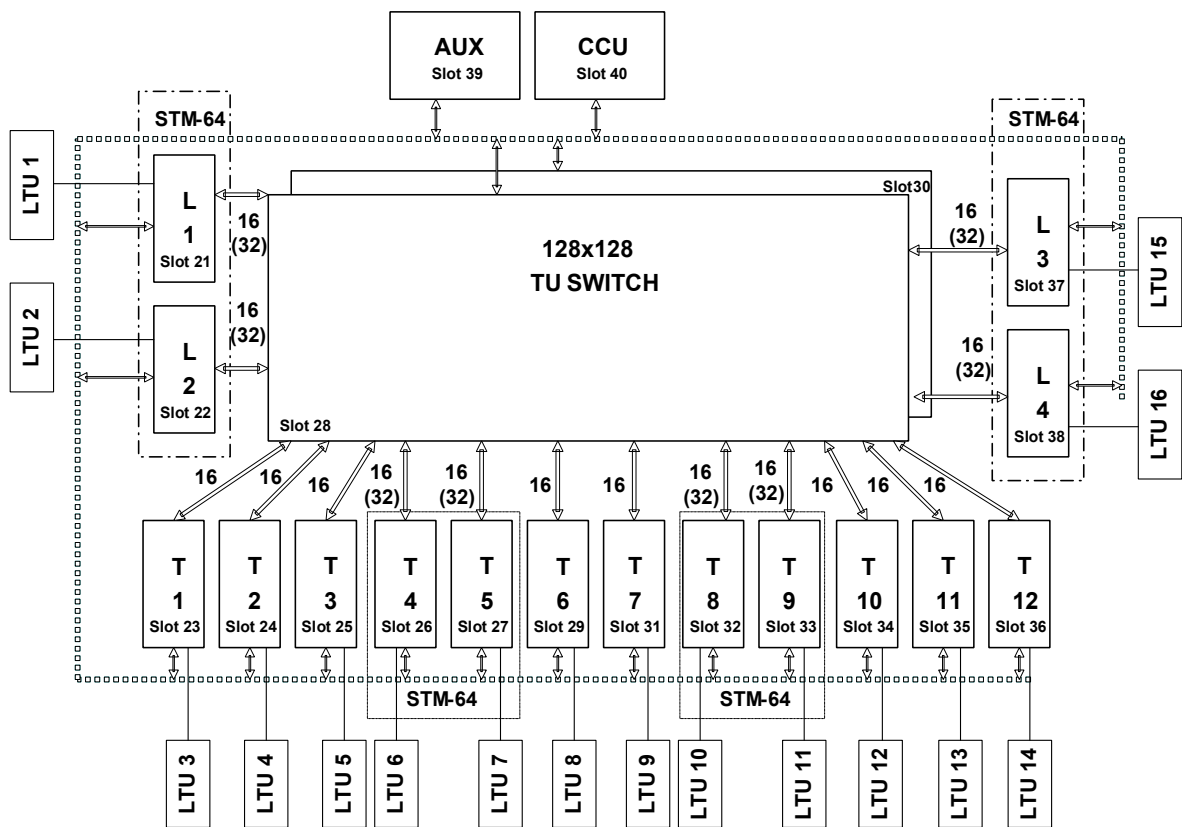 AUX
Slot 39
CCU
Slot 40
STM-64
STM-64
LTU 1
L
1
Slot 21
16
(32)
Slot30
128x128
TU SWITCH
16
(32)
L
3
Slot 37
LTU 15
LTU 2
L
2
Slot 22
16
(32)
16
(32)
L
4
Slot 38
LTU 16
Slot 28
16
16
16
16
(32)
16
(32)
16
16
16
(32)
16
(32)
16
16
16
T
1
Slot 23
T
2
Slot 24
T
3
Slot 25
T
4
Slot 26
T
5
Slot 27
T
6
Slot 29
T
7
Slot 31
T
8
Slot 32
T
9
Slot 33
T
10
Slot 34
T
11
Slot 35
T
12
Slot 36
STM-64
STM-64
LTU 3
LTU 4
LTU 5
LTU 6
LTU 7
LTU 8
LTU 9
LTU 10
LTU 11
LTU 12
LTU 13
LTU 14